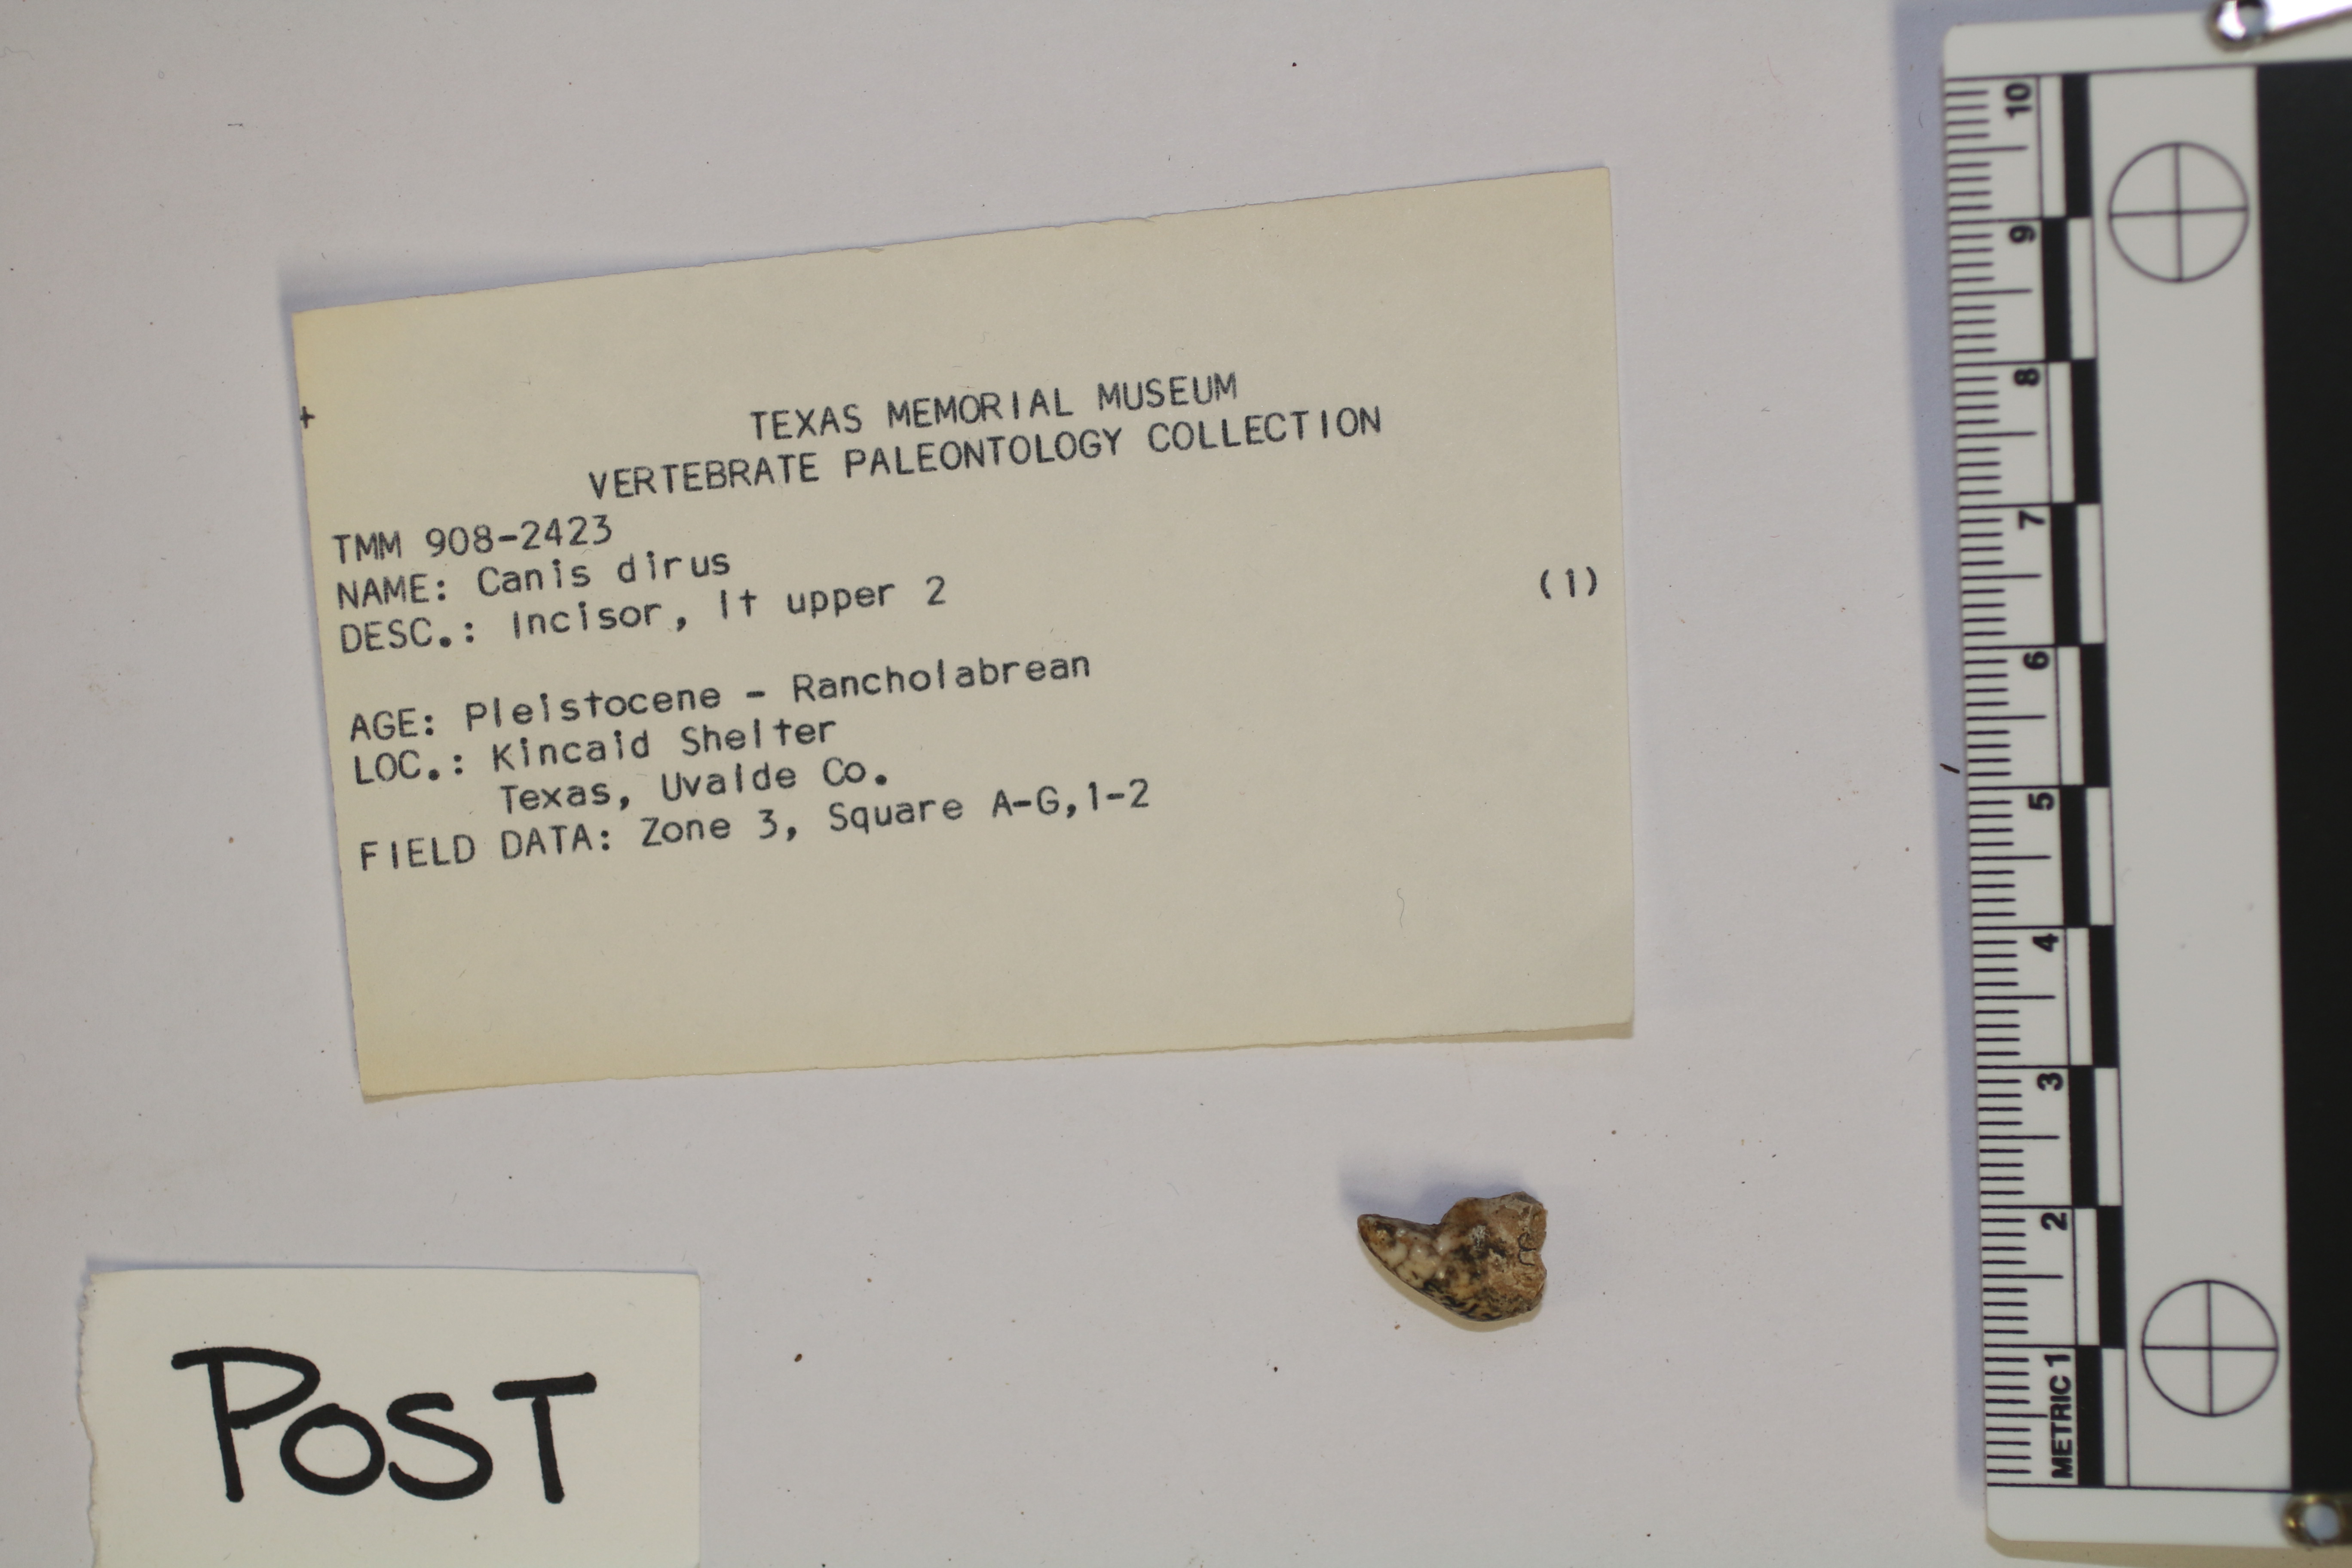 +
TEXAS MEMORIAL MUSEUM
VERTEBRATE PALEONTOLOGY COLLECTION
TMM 908-2423
NAME: Canis dirus
DESC.: Incisor, lt upper 2 (1)
AGE: Pleistocene - Rancholabrean
LOC.: Kincaid Shelter
Texas, Uvalde Co.
FIELD DATA: Zone 3, Square A-G,1-2
POST
10
9
8
7
6
5
4
3
2
METRIC 1